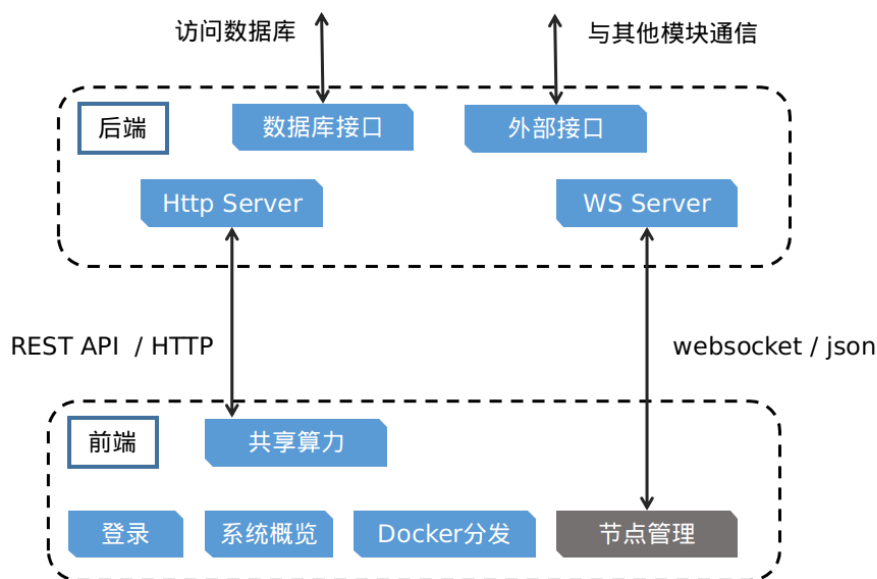 访问数据库
与其他模块通信
后端
数据库接口
外部接口
Http Server
WS Server
REST API / HTTP
websocket / json
前端
共享算力
登录
系统概览
Docker分发
节点管理